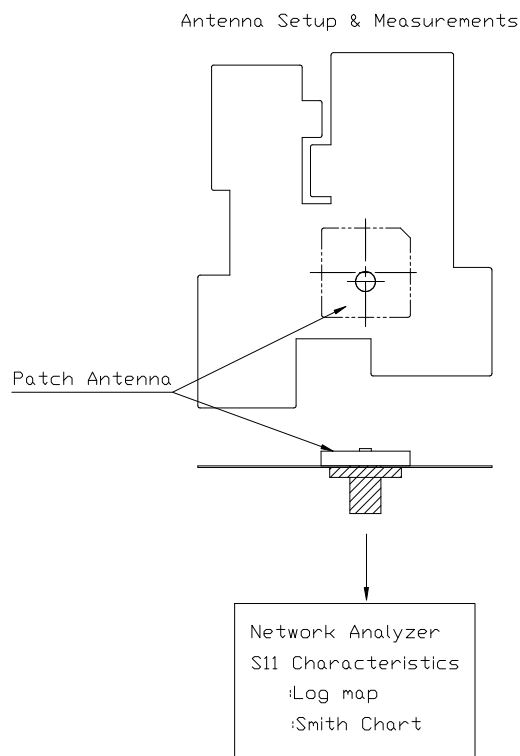 Antenna Setup & Measurements
Patch Antenna
Network Analyzer
S11 Characteristics
:Log map
:Smith Chart